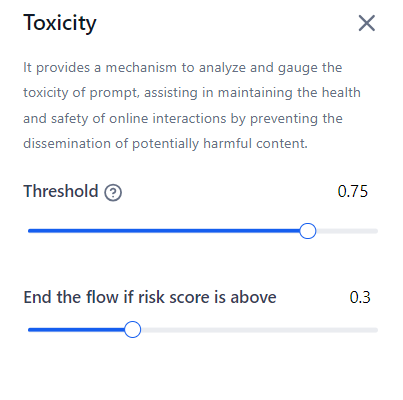 Toxicity
It provides a mechanism to analyze and gauge the
toxicity of prompt, assisting in maintaining the health
and safety of online interactions by preventing the
dissemination of potentially harmful content.
Threshold ? 0.75
End the flow if risk score is above 0.3